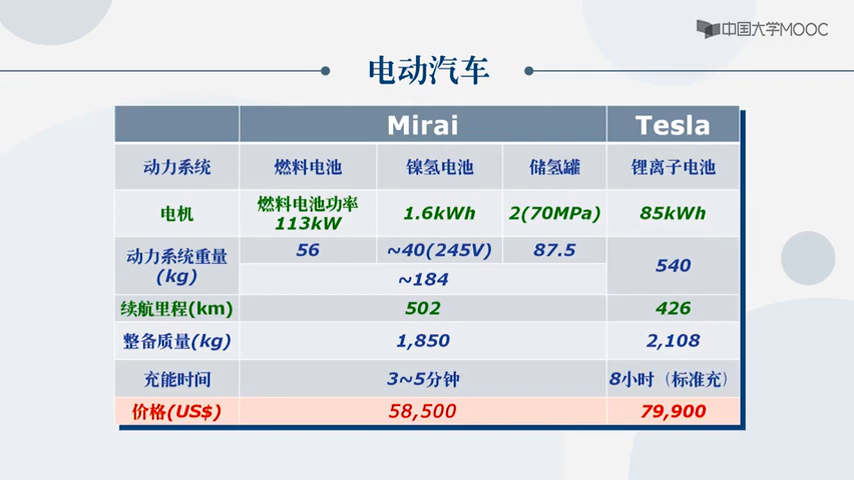 中国大学MOOC
电动汽车
Mirai Tesla
动力系统 燃料电池 镍氢电池 储氢罐 锂离子电池
电机 燃料电池功率 113kW 1.6kWh 2(70MPa) 85kWh
动力系统重量(kg) 56 ~40(245V) 87.5 540
~184
续航里程(km) 502 426
整备质量(kg) 1,850 2,108
充能时间 3~5分钟 8小时（标准充）
价格(US$) 58,500 79,900